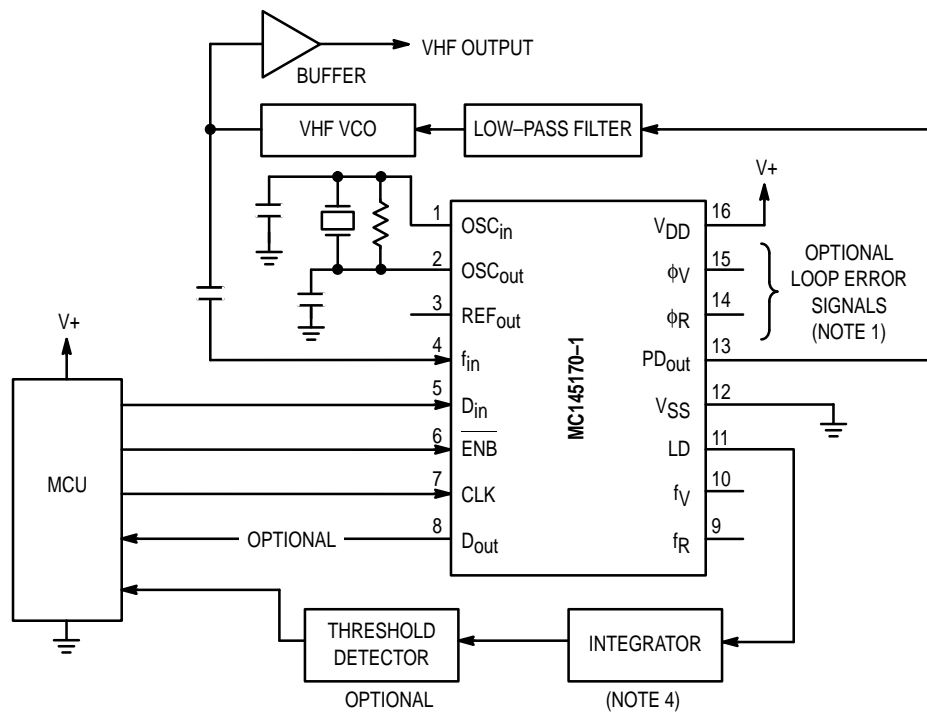 VHF OUTPUT
BUFFER
VHF VCO
LOW–PASS FILTER
V+
1
OSCin
2
OSCout
3
REFout
4
fin
5
Din
6
ENB
7
CLK
8
Dout
MC145170–1
16
VDD
15
ϕV
14
ϕR
13
PDout
12
VSS
11
LD
10
fV
9
fR
OPTIONAL
LOOP ERROR
SIGNALS
(NOTE 1)
V+
MCU
OPTIONAL
THRESHOLD
DETECTOR
OPTIONAL
INTEGRATOR
(NOTE 4)